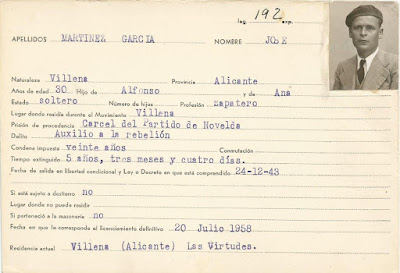 Leg. 192 exp.
APELLIDOS MARTINEZ GARCIA NOMBRE JOSE
Naturaleza Villena Provincia Alicante
Años de edad 30 Hijo de Alfonso y de Ana
Estado soltero Número de hijos Profesión zapatero
Lugar donde residía durante el Movimiento Villena
Prisión de procedencia Carcel del Partido de Novelda
Delito Auxilio a la rebelión
Condena impuesta veinte años Conmutación
Tiempo extinguido 5 años, tres meses y cuatro días.
Fecha de salida en libertad condicional y Ley o Decreto en que está comprendido 24-12-43
Si está sujeto a destierro no
Lugar donde no puede residir
Si perteneció a la masonería no
Fecha en que le corresponde el licenciamiento definitivo 20 Julio 1958
Residencia actual Villena (Alicante) Las Virtudes.